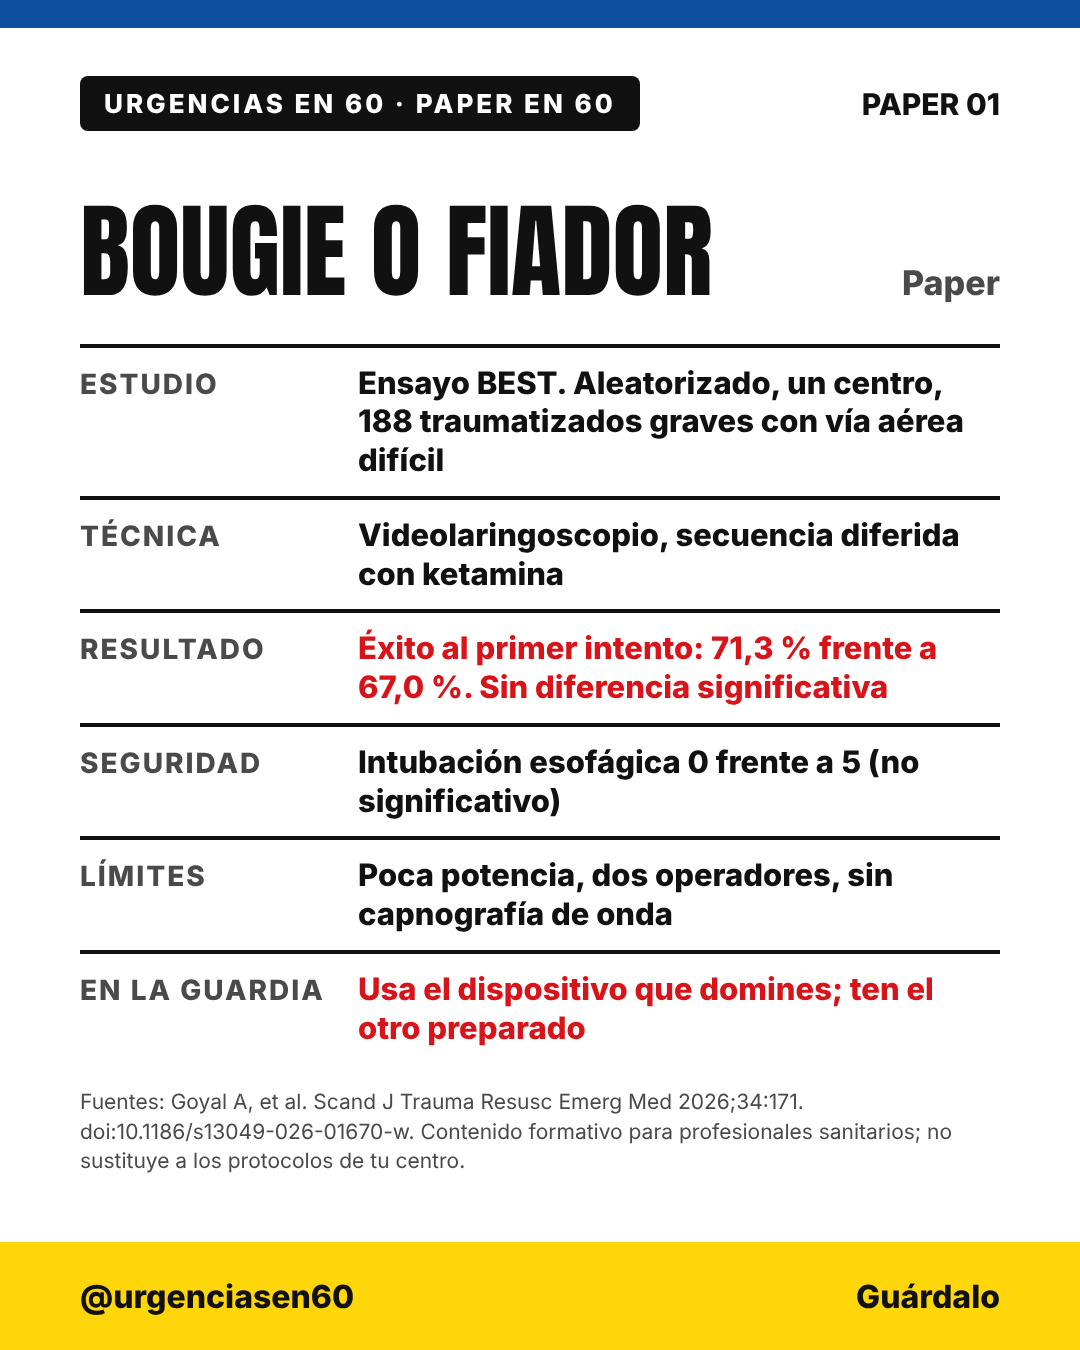 URGENCIAS EN 60 · PAPER EN 60
PAPER 01
BOUGIE O FIADOR
Paper
ESTUDIO
Ensayo BEST. Aleatorizado, un centro,
188 traumatizados graves con vía aérea
difícil
TÉCNICA
Videolaringoscopio, secuencia diferida
con ketamina
RESULTADO
Éxito al primer intento: 71,3 % frente a
67,0 %. Sin diferencia significativa
SEGURIDAD
Intubación esofágica 0 frente a 5 (no
significativo)
LÍMITES
Poca potencia, dos operadores, sin
capnografía de onda
EN LA GUARDIA
Usa el dispositivo que domines; ten el
otro preparado
Fuentes: Goyal A, et al. Scand J Trauma Resusc Emerg Med 2026;34:171.
doi:10.1186/s13049-026-01670-w. Contenido formativo para profesionales sanitarios; no
sustituye a los protocolos de tu centro.
@urgenciasen60
Guárdalo